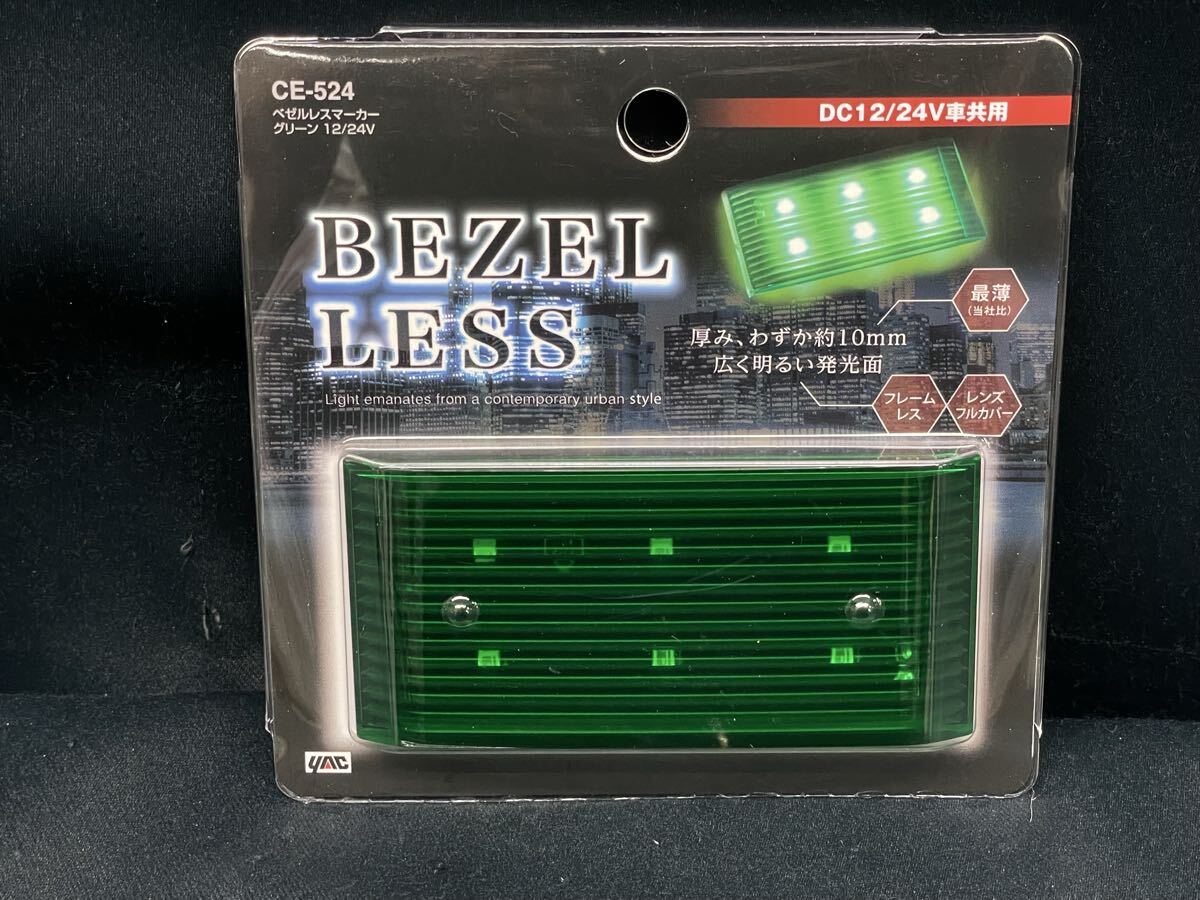 CE-524
ベゼルレスマーカー
グリーン 12/24V
DC12/24V車共用
BEZEL
LESS
Light emanates from a contemporary urban style
最薄
(当社比)
厚み、わずか約10mm
広く明るい発光面
フレーム
レス
レンズ
フルカバー
YAC